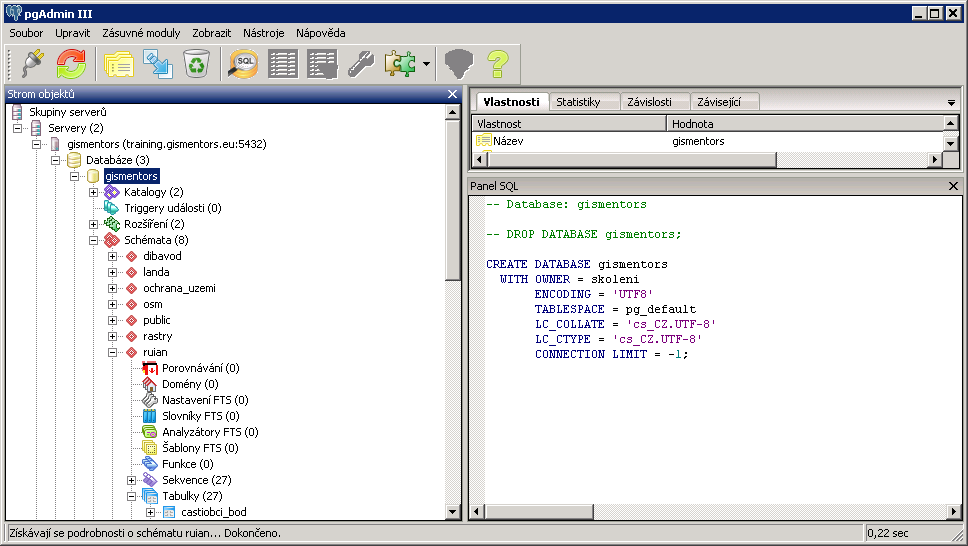 pgAdmin III
Soubor Upravit Zásuvné moduly Zobrazit Nástroje Nápověda
SQL
Strom objektů
Skupiny serverů
Servery (2)
gismentors (training.gismentors.eu:5432)
Databáze (3)
gismentors
Katalogy (2)
Triggery události (0)
Rozšíření (2)
Schémata (8)
dibavod
landa
ochrana_uzemi
osm
public
rastry
ruian
Porovnávání (0)
Domény (0)
Nastavení FTS (0)
Slovníky FTS (0)
Analyzátory FTS (0)
Šablony FTS (0)
Funkce (0)
Sekvence (27)
Tabulky (27)
castiobci_bod
Vlastnosti Statistiky Závislosti Závisející
Vlastnost Hodnota
Název gismentors
Panel SQL
-- Database: gismentors
-- DROP DATABASE gismentors;
CREATE DATABASE gismentors
WITH OWNER = skoleni
ENCODING = 'UTF8'
TABLESPACE = pg_default
LC_COLLATE = 'cs_CZ.UTF-8'
LC_CTYPE = 'cs_CZ.UTF-8'
CONNECTION LIMIT = -1;
Získávají se podrobnosti o schématu ruian... Dokončeno. 0,22 sec